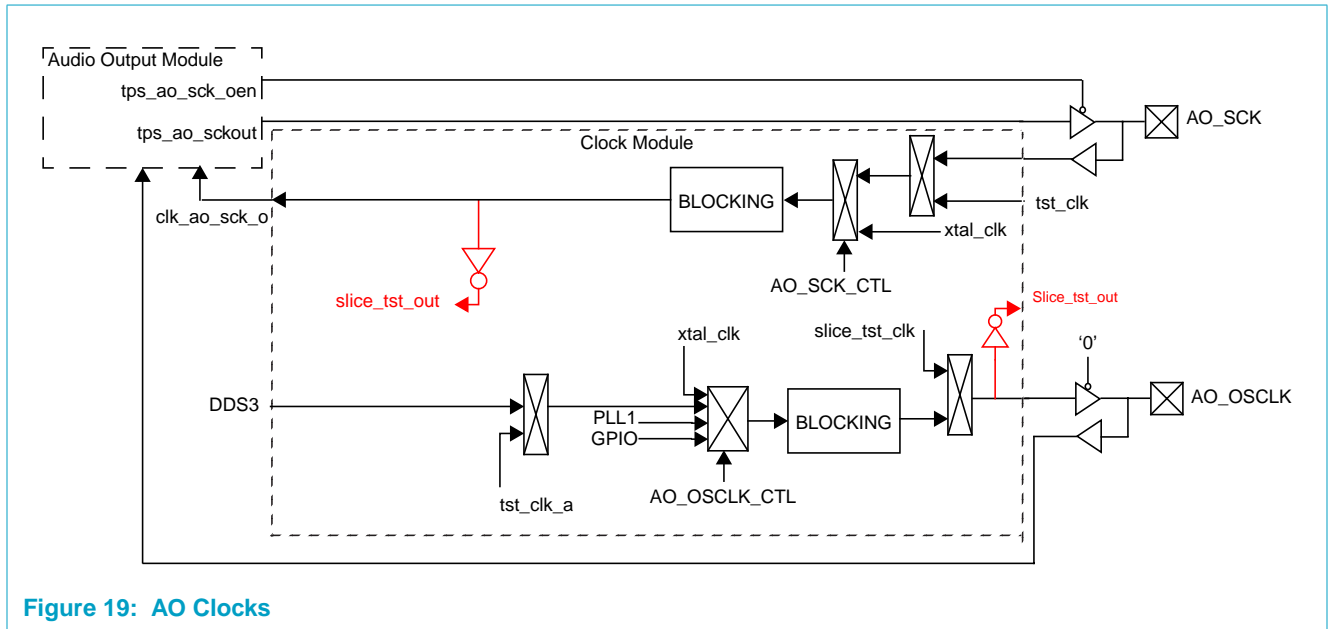 Audio Output Module
tps_ao_sck_oen
tps_ao_sckout
AO_SCK
Clock Module
BLOCKING
clk_ao_sck_o
tst_clk
xtal_clk
AO_SCK_CTL
slice_tst_out
Slice_tst_out
xtal_clk
slice_tst_clk
‘0’
DDS3
PLL1
GPIO
BLOCKING
AO_OSCLK
tst_clk_a
AO_OSCLK_CTL
Figure 19: AO Clocks